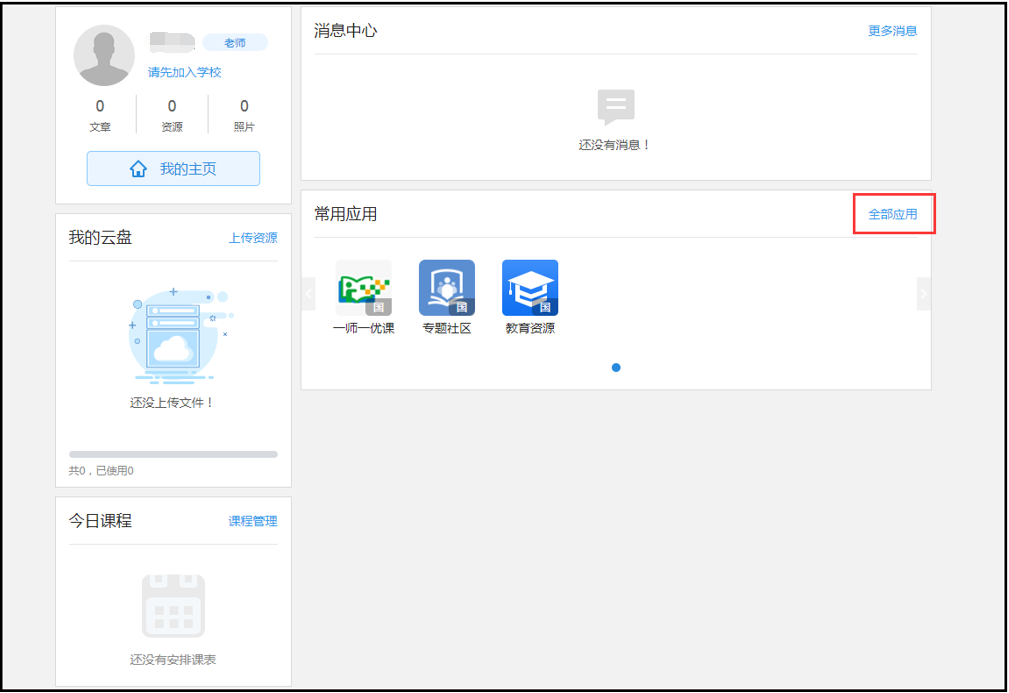 老师
请先加入学校
0 0 0
文章 资源 照片
我的主页
我的云盘 上传资源
还没上传文件！
共0，已使用0
今日课程 课程管理
还没有安排课表
消息中心 更多消息
还没有消息！
常用应用 全部应用
国 国 国
一师一优课 专题社区 教育资源